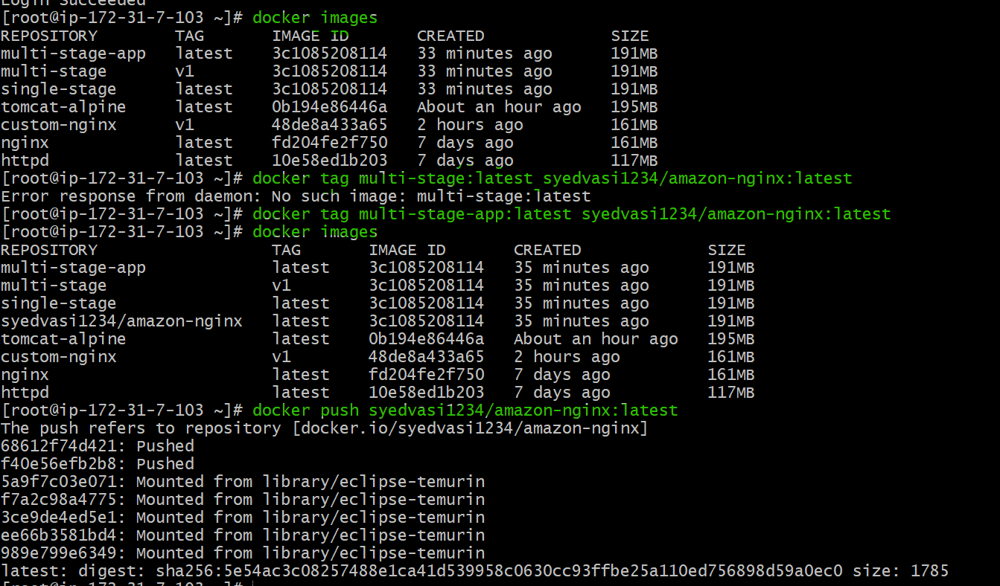 Login Succeeded
[root@ip-172-31-7-103 ~]# docker images
REPOSITORY TAG IMAGE ID CREATED SIZE
multi-stage-app latest 3c1085208114 33 minutes ago 191MB
multi-stage v1 3c1085208114 33 minutes ago 191MB
single-stage latest 3c1085208114 33 minutes ago 191MB
tomcat-alpine latest 0b194e86446a About an hour ago 195MB
custom-nginx v1 48de8a433a65 2 hours ago 161MB
nginx latest fd204fe2f750 7 days ago 161MB
httpd latest 10e58ed1b203 7 days ago 117MB
[root@ip-172-31-7-103 ~]# docker tag multi-stage:latest syedvasi1234/amazon-nginx:latest
Error response from daemon: No such image: multi-stage:latest
[root@ip-172-31-7-103 ~]# docker tag multi-stage-app:latest syedvasi1234/amazon-nginx:latest
[root@ip-172-31-7-103 ~]# docker images
REPOSITORY TAG IMAGE ID CREATED SIZE
multi-stage-app latest 3c1085208114 35 minutes ago 191MB
multi-stage v1 3c1085208114 35 minutes ago 191MB
single-stage latest 3c1085208114 35 minutes ago 191MB
syedvasi1234/amazon-nginx latest 3c1085208114 35 minutes ago 191MB
tomcat-alpine latest 0b194e86446a About an hour ago 195MB
custom-nginx v1 48de8a433a65 2 hours ago 161MB
nginx latest fd204fe2f750 7 days ago 161MB
httpd latest 10e58ed1b203 7 days ago 117MB
[root@ip-172-31-7-103 ~]# docker push syedvasi1234/amazon-nginx:latest
The push refers to repository [docker.io/syedvasi1234/amazon-nginx]
68612f74d421: Pushed
f40e56efb2b8: Pushed
5a9f7c03e071: Mounted from library/eclipse-temurin
f7a2c98a4775: Mounted from library/eclipse-temurin
3ce9de4ed5e1: Mounted from library/eclipse-temurin
ee66b3581bd4: Mounted from library/eclipse-temurin
989e799e6349: Mounted from library/eclipse-temurin
latest: digest: sha256:5e54ac3c08257488e1ca41d539958c0630cc93ffbe25a110ed756898d59a0ec0 size: 1785
[root@ip-172-31-7-103 ~]#